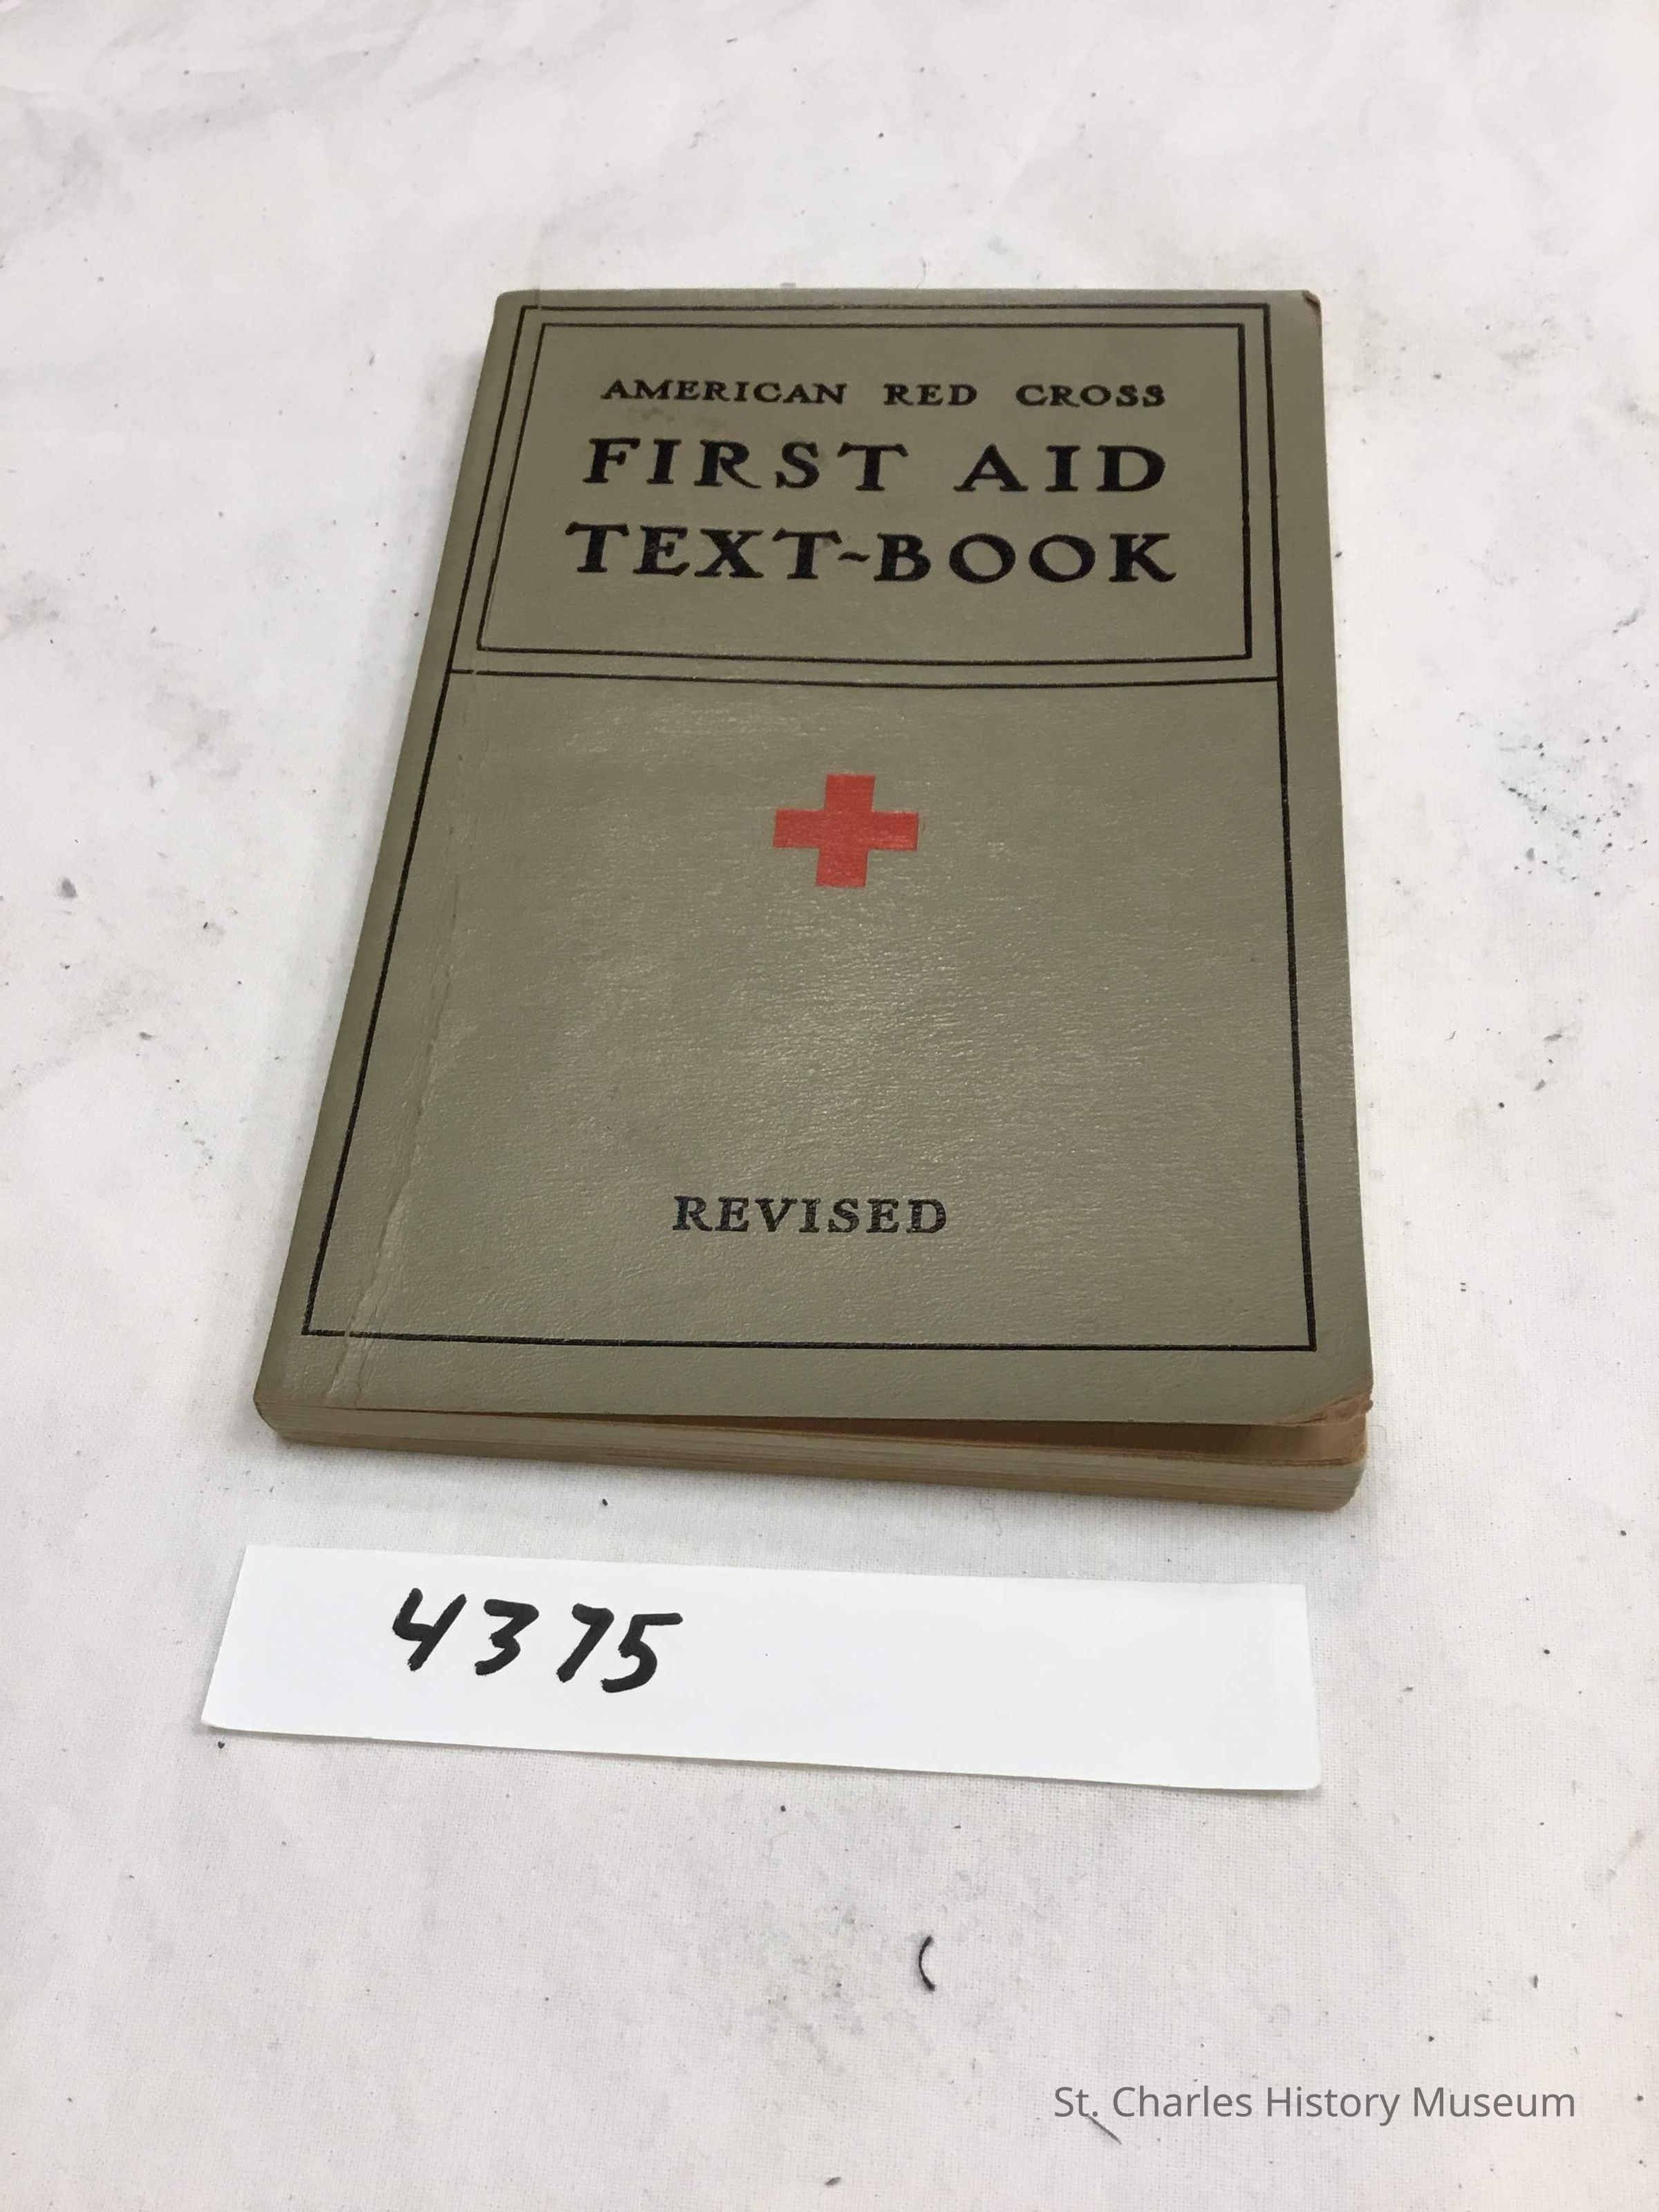 AMERICAN RED CROSS
FIRST AID
TEXT-BOOK
REVISED
4375
St. Charles History Museum